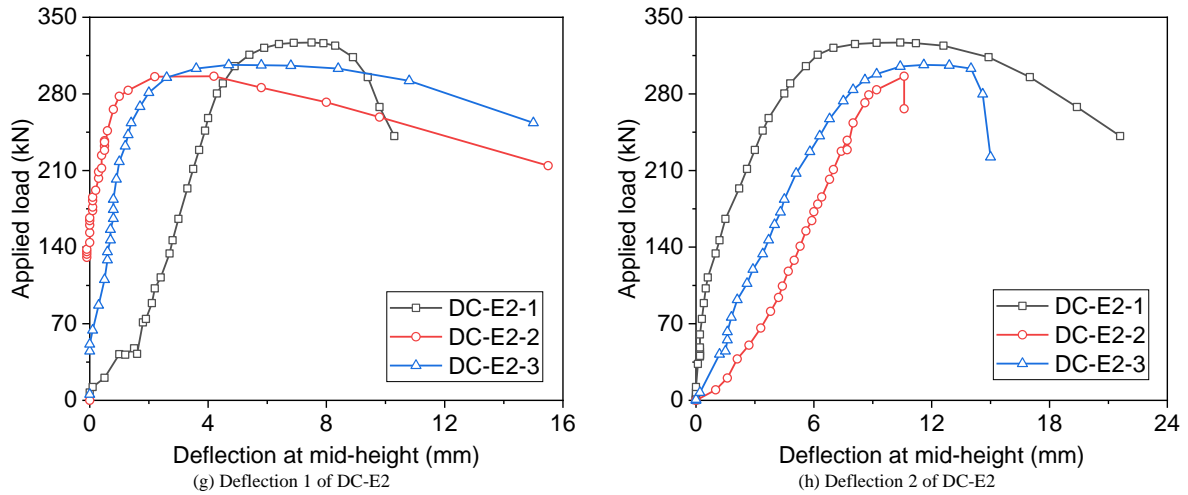 350
280
210
140
70
0
Applied load (kN)
DC-E2-1
DC-E2-2
DC-E2-3
0 4 8 12 16
Deflection at mid-height (mm)
(g) Deflection 1 of DC-E2
350
280
210
140
70
0
Applied load (kN)
DC-E2-1
DC-E2-2
DC-E2-3
0 6 12 18 24
Deflection at mid-height (mm)
(h) Deflection 2 of DC-E2